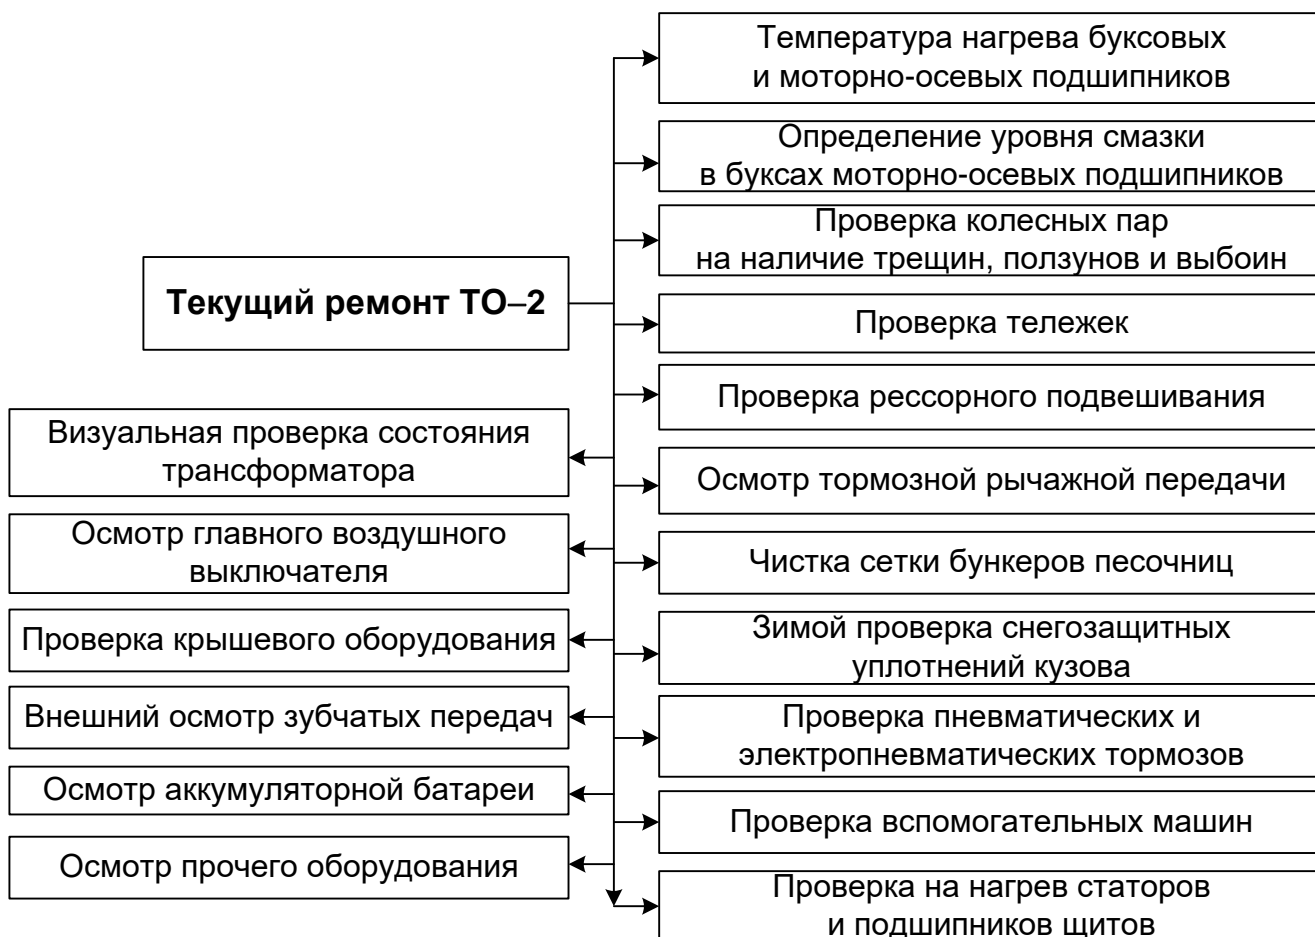 Температура нагрева буксовых
и моторно-осевых подшипников
Определение уровня смазки
в буксах моторно-осевых подшипников
Проверка колесных пар
на наличие трещин, ползунов и выбоин
Текущий ремонт ТО–2
Проверка тележек
Проверка рессорного подвешивания
Визуальная проверка состояния
трансформатора
Осмотр тормозной рычажной передачи
Осмотр главного воздушного
выключателя
Чистка сетки бункеров песочниц
Проверка крышевого оборудования
Зимой проверка снегозащитных
уплотнений кузова
Внешний осмотр зубчатых передач
Проверка пневматических и
электропневматических тормозов
Осмотр аккумуляторной батареи
Проверка вспомогательных машин
Осмотр прочего оборудования
Проверка на нагрев статоров
и подшипников щитов